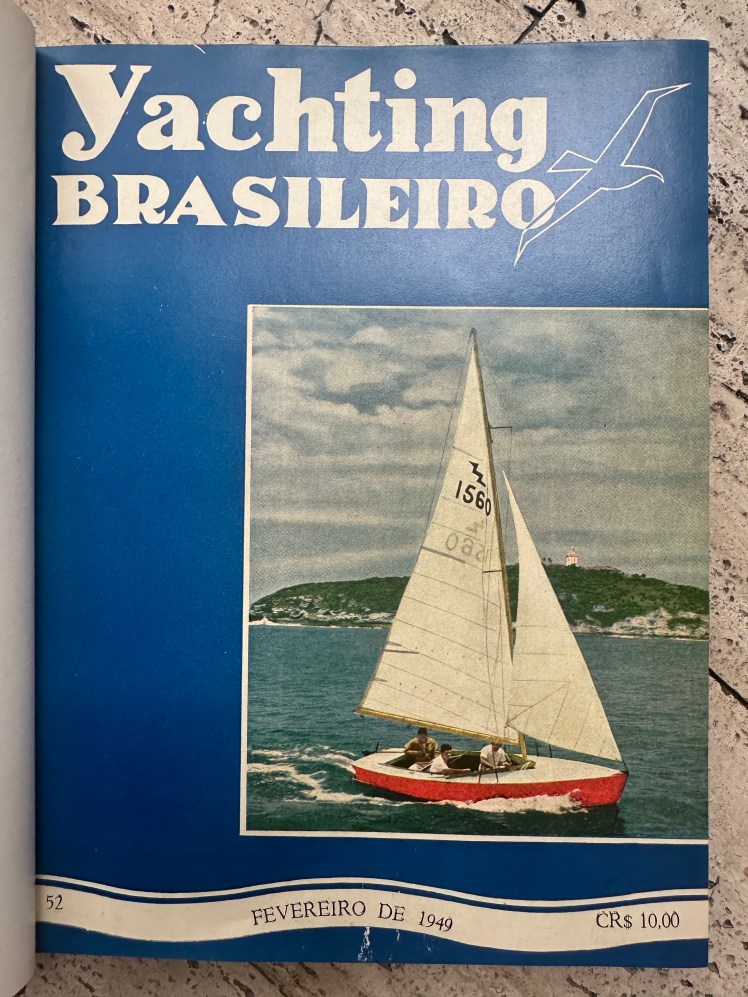 Yachting
BRASILEIRO
1560
52
FEVEREIRO DE 1949
CR$ 10,00